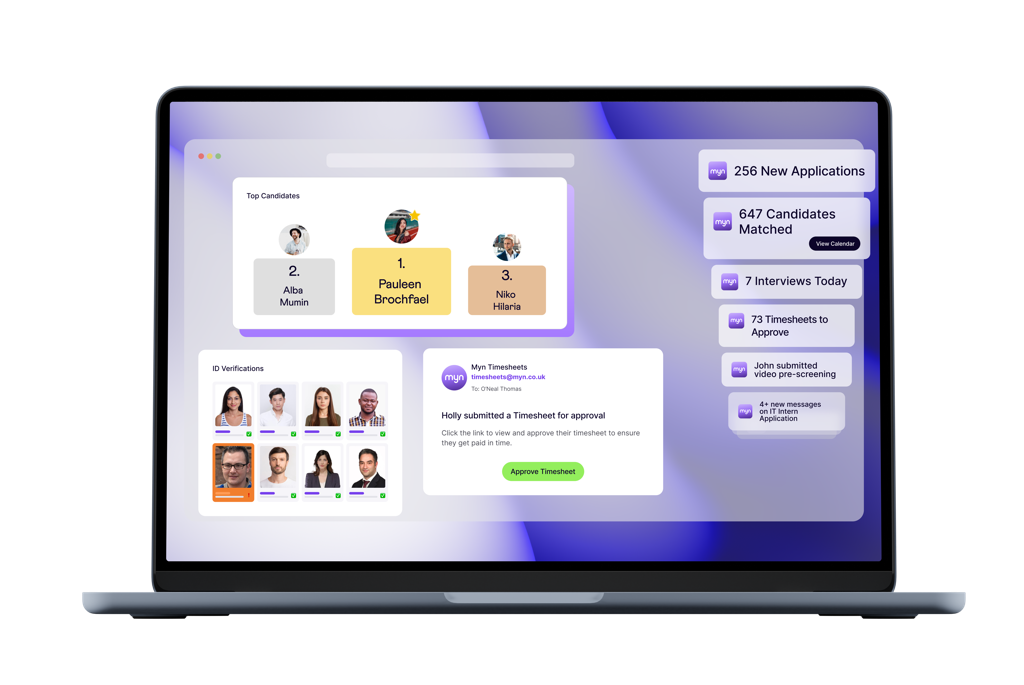 Top Candidates
1.
Pauleen
Brochfael
2.
Alba
Mumin
3.
Niko
Hilaria
ID Verifications
myn
Myn Timesheets
timesheets@myn.co.uk
To: O'Neal Thomas
Holly submitted a Timesheet for approval
Click the link to view and approve their timesheet to ensure
they get paid in time.
Approve Timesheet
myn
256 New Applications
myn
647 Candidates
Matched
View Calendar
myn
7 Interviews Today
myn
73 Timesheets to
Approve
myn
John submitted
video pre-screening
myn
4+ new messages
on IT Intern
Application